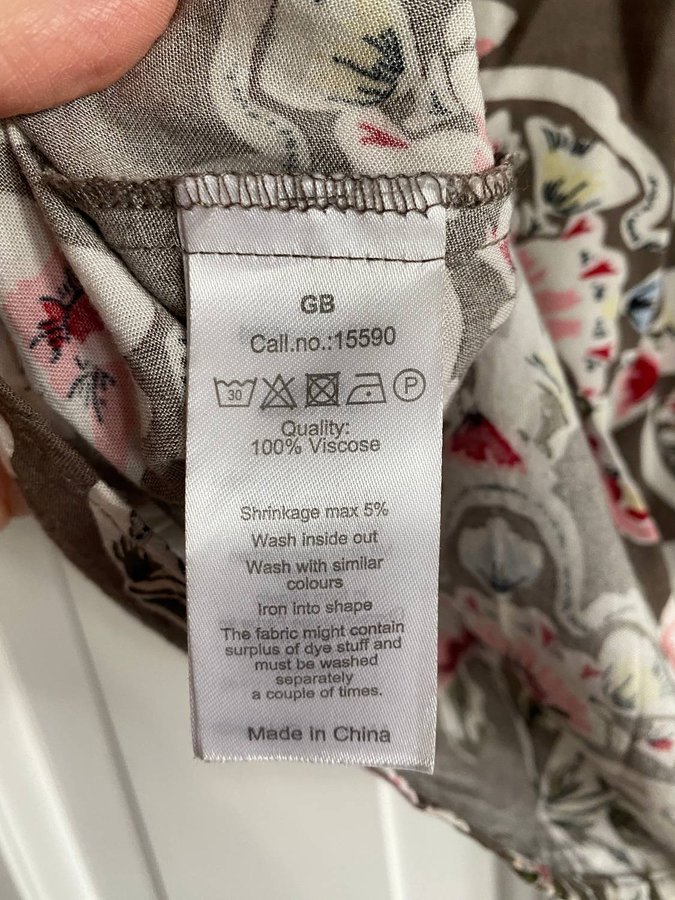 GB
Call.no.:15590
30 P
Quality:
100% Viscose
Shrinkage max 5%
Wash inside out
Wash with similar
colours
Iron into shape
The fabric might contain
surplus of dye stuff and
must be washed
separately
a couple of times.
Made in China